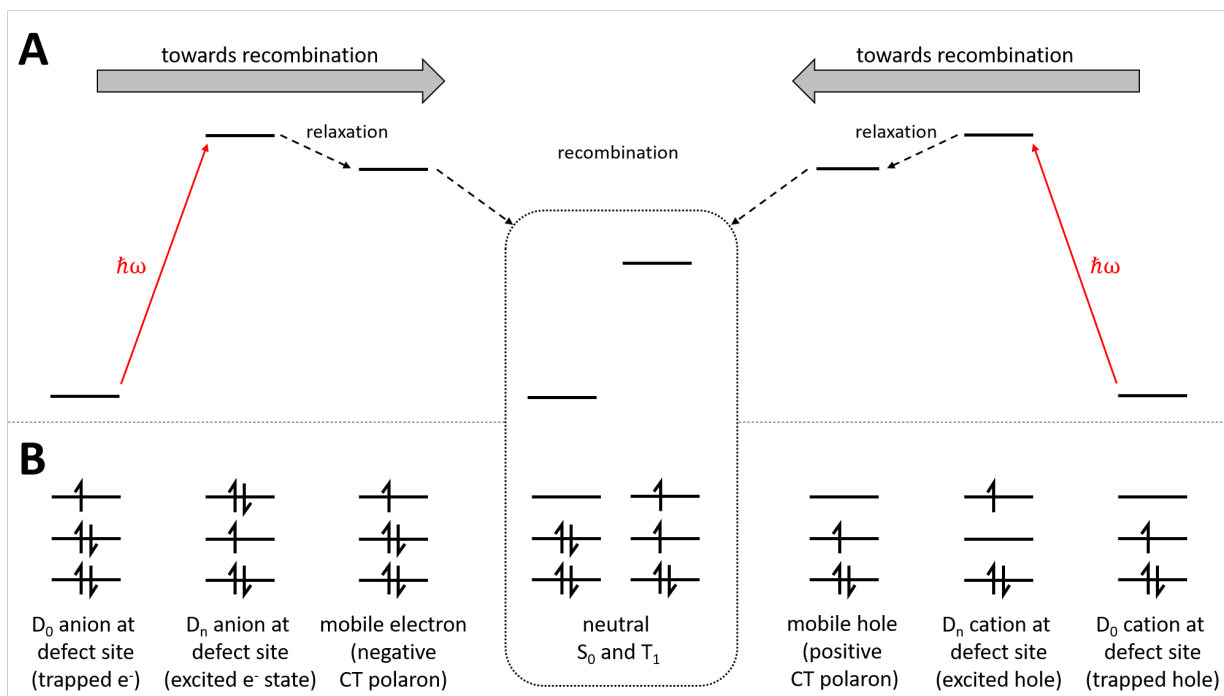 A
towards recombination
towards recombination
relaxation
recombination
relaxation
ħω
ħω
B
D₀ anion at
defect site
(trapped e⁻)
Dₙ anion at
defect site
(excited e⁻ state)
mobile electron
(negative
CT polaron)
neutral
S₀ and T₁
mobile hole
(positive
CT polaron)
Dₙ cation at
defect site
(excited hole)
D₀ cation at
defect site
(trapped hole)